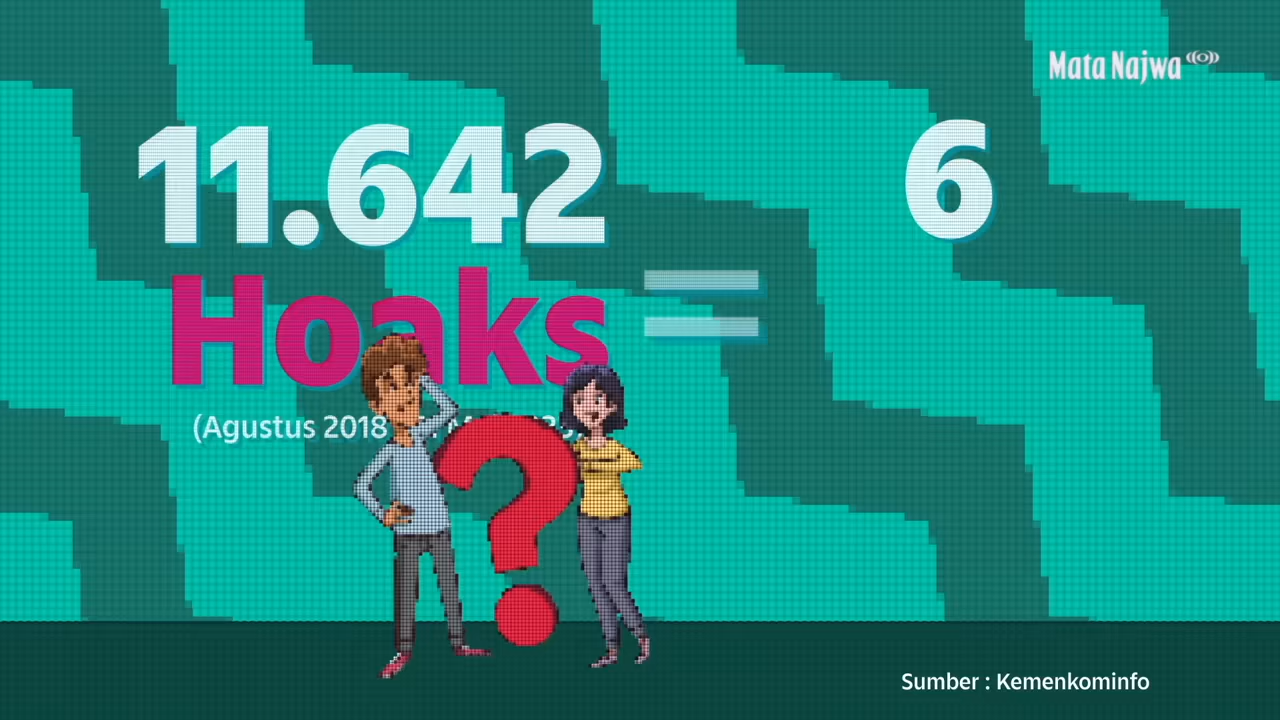 Mata Najwa
11.642
6
Hoaks
=
(Agustus 2018
Sumber : Kemenkominfo